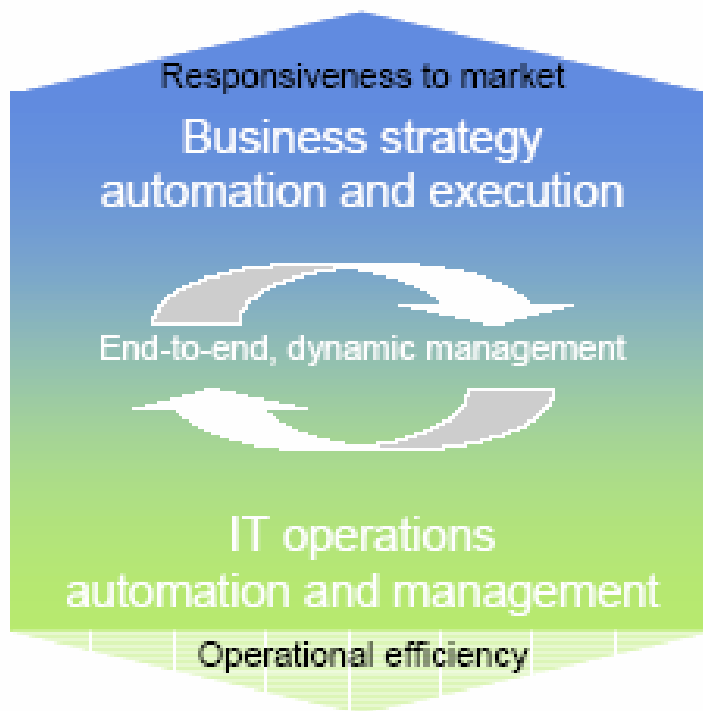 Responsiveness to market
Business strategy
automation and execution
End-to-end, dynamic management
IT operations
automation and management
Operational efficiency